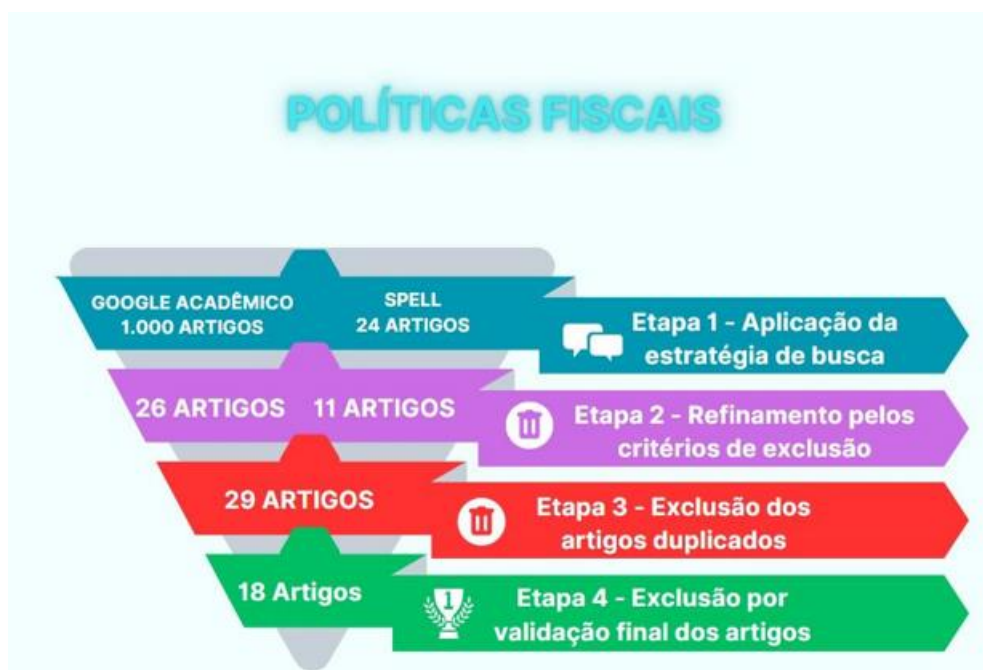 POLÍTICAS FISCAIS
GOOGLE ACADÊMICO
1.000 ARTIGOS
SPELL
24 ARTIGOS
Etapa 1 - Aplicação da
estratégia de busca
26 ARTIGOS
11 ARTIGOS
Etapa 2 - Refinamento pelos
critérios de exclusão
29 ARTIGOS
Etapa 3 - Exclusão dos
artigos duplicados
18 Artigos
1
Etapa 4 - Exclusão por
validação final dos artigos